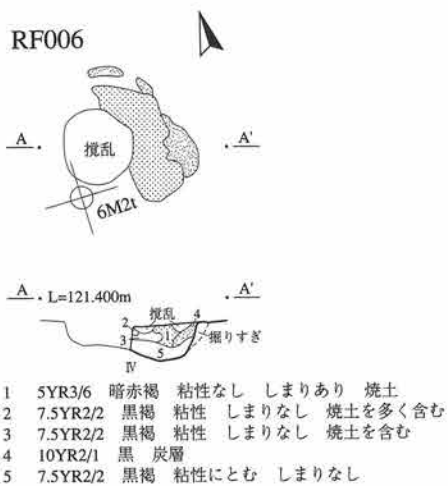 RF006
A A'
撹乱
6M2t
A L=121.400m A'
撹乱 4
2
1
3 掘りすぎ
5
IV
1 5YR3/6 暗赤褐 粘性なし しまりあり 焼土
2 7.5YR2/2 黒褐 粘性 しまりなし 焼土を多く含む
3 7.5YR2/2 黒褐 粘性 しまりなし 焼土を含む
4 10YR2/1 黒 炭層
5 7.5YR2/2 黒褐 粘性にとむ しまりなし